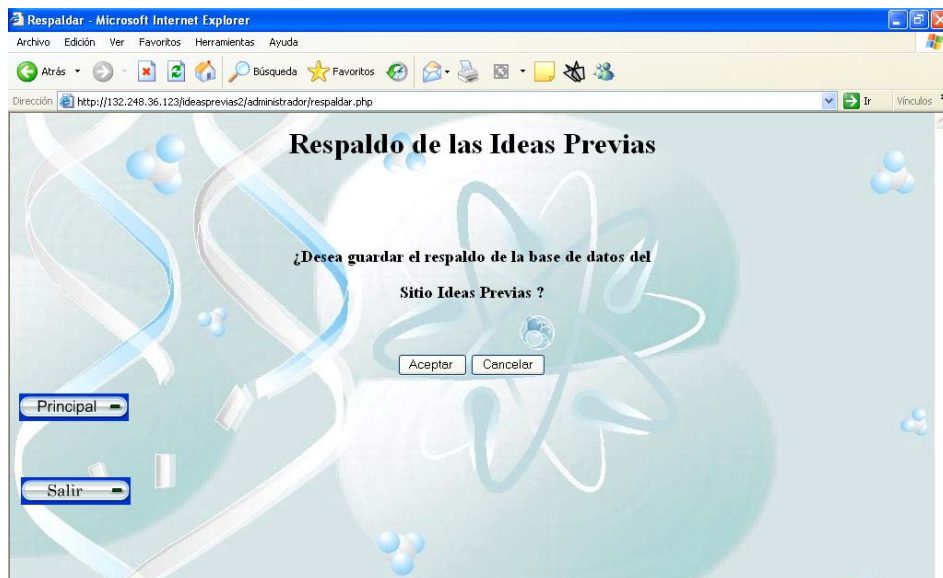 Respaldar - Microsoft Internet Explorer
Archivo Edición Ver Favoritos Herramientas Ayuda
Atrás Búsqueda Favoritos
Dirección http://132.248.36.123/ideasprevias2/administrador/respaldar.php Ir Vínculos
Respaldo de las Ideas Previas
¿Desea guardar el respaldo de la base de datos del
Sitio Ideas Previas ?
Aceptar Cancelar
Principal
Salir